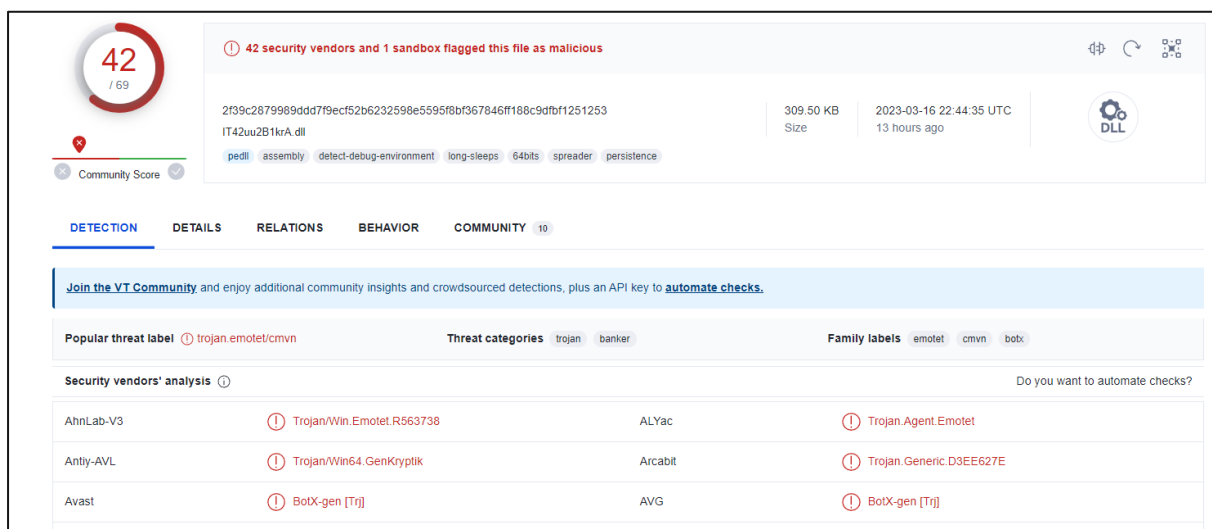 42
/ 69
Community Score
42 security vendors and 1 sandbox flagged this file as malicious
2f39c2879989ddd7f9ecf52b6232598e5595f8bf367846ff188c9dfbf1251253
IT42uu2B1krA.dll
pedll assembly detect-debug-environment long-sleeps 64bits spreader persistence
309.50 KB
Size
2023-03-16 22:44:35 UTC
13 hours ago
DLL
DETECTION DETAILS RELATIONS BEHAVIOR COMMUNITY 10
Join the VT Community and enjoy additional community insights and crowdsourced detections, plus an API key to automate checks.
Popular threat label trojan.emotet/cmvn Threat categories trojan banker Family labels emotet cmvn botx
Security vendors' analysis Do you want to automate checks?
AhnLab-V3 Trojan/Win.Emotet.R563738 ALYac Trojan.Agent.Emotet
Antiy-AVL Trojan/Win64.GenKryptik Arcabit Trojan.Generic.D3EE627E
Avast BotX-gen [Trj] AVG BotX-gen [Trj]